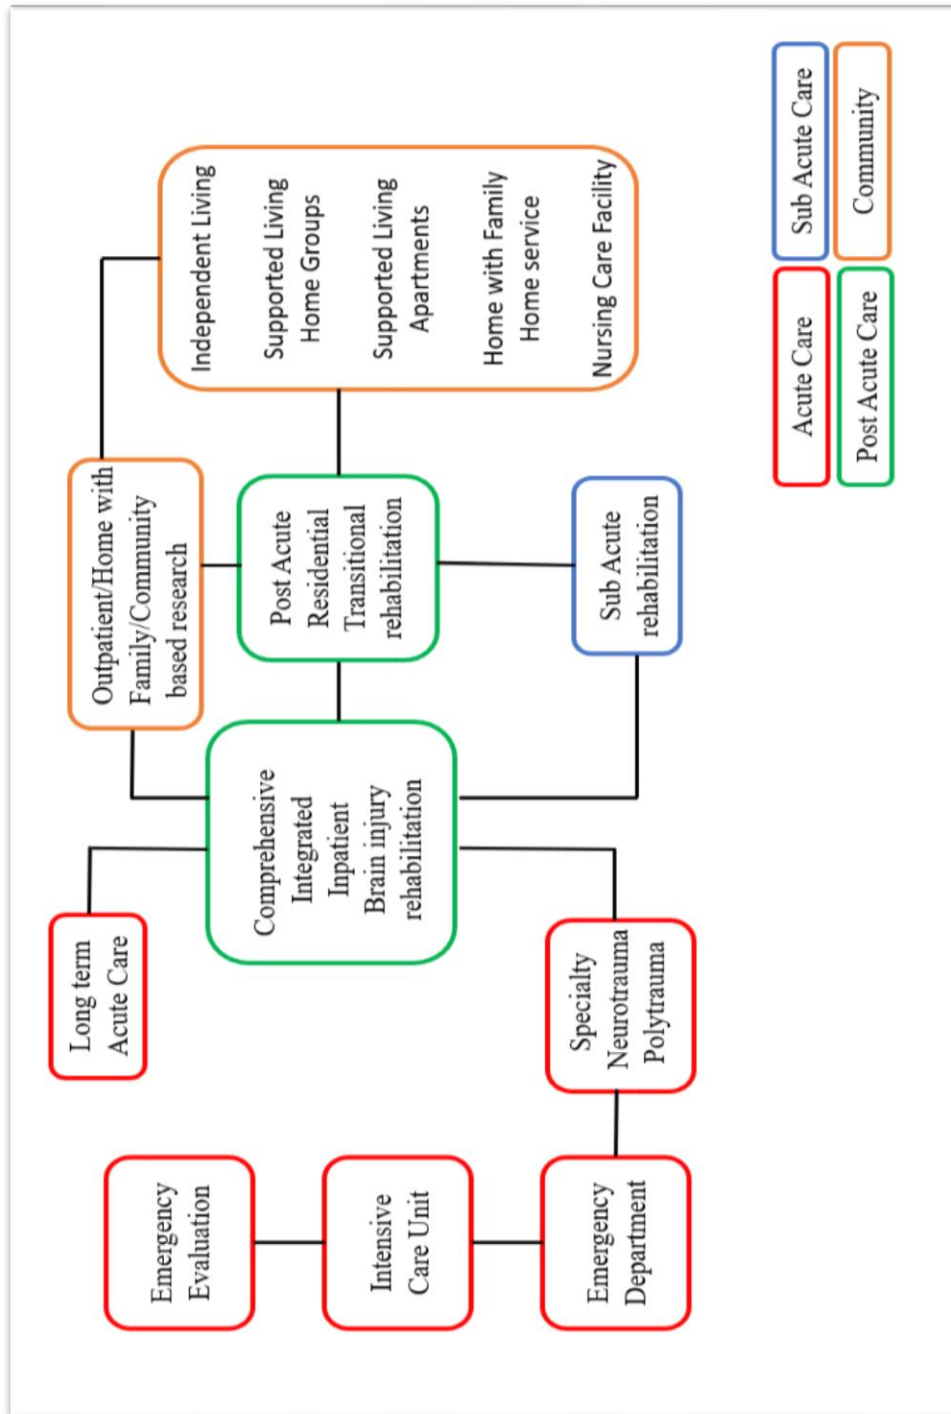 Emergency
Evaluation
Intensive
Care Unit
Emergency
Department
Long term
Acute Care
Specialty
Neurotrauma
Polytrauma
Comprehensive
Integrated
Inpatient
Brain injury
rehabilitation
Outpatient/Home with
Family/Community
based research
Post Acute
Residential
Transitional
rehabilitation
Sub Acute
rehabilitation
Independent Living
Supported Living
Home Groups
Supported Living
Apartments
Home with Family
Home service
Nursing Care Facility
Acute Care
Sub Acute Care
Post Acute Care
Community